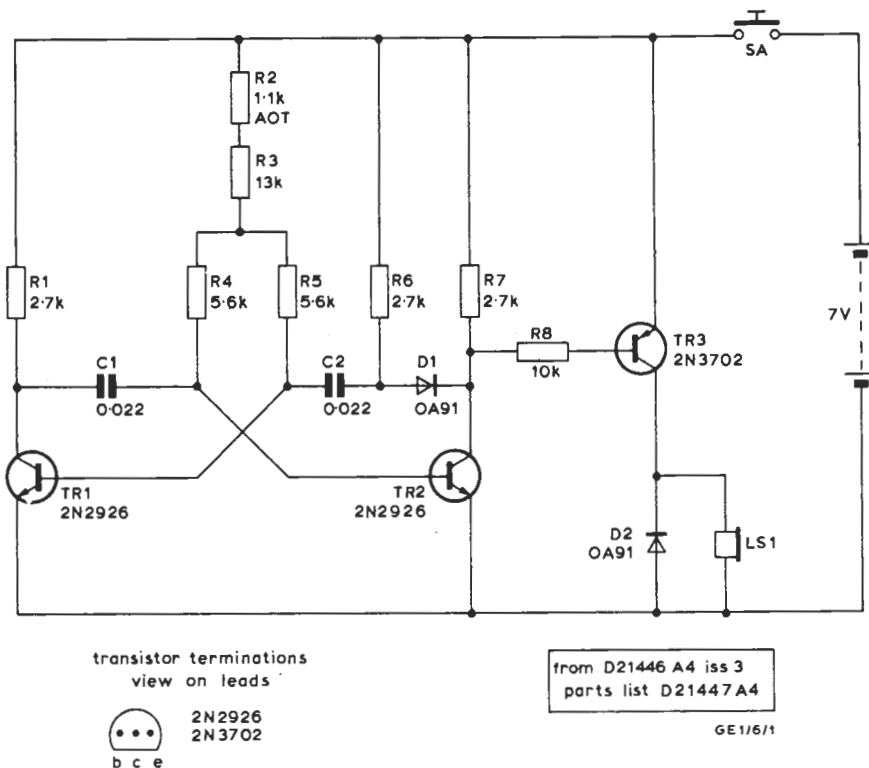 SA
R2
1·1k
AOT
R3
13k
R1
2·7k
R4
5·6k
R5
5·6k
R6
2·7k
R7
2·7k
R8
10k
TR3
2N3702
7V
C1
0·022
C2
0·022
D1
OA91
TR1
2N2926
TR2
2N2926
D2
OA91
LS1
transistor terminations
view on leads
2N2926
2N3702
b c e
from D21446 A4 iss 3
parts list D21447A4
GE1/6/1